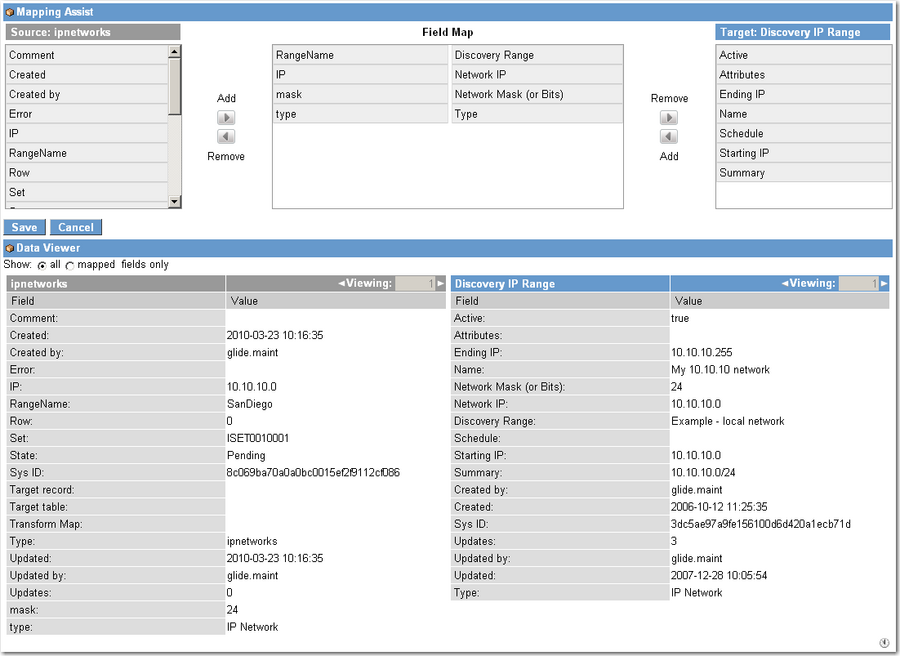 Mapping Assist
Source: ipnetworks
Field Map
Target: Discovery IP Range
Comment
Created
Created by
Error
IP
RangeName
Row
Set
Add
Remove
RangeName Discovery Range
IP Network IP
mask Network Mask (or Bits)
type Type
Remove
Add
Active
Attributes
Ending IP
Name
Schedule
Starting IP
Summary
Save Cancel
Data Viewer
Show: all mapped fields only
ipnetworks Viewing: 1
Field Value
Comment:
Created: 2010-03-23 10:16:35
Created by: glide.maint
Error:
IP: 10.10.10.0
RangeName: SanDiego
Row: 0
Set: ISET0010001
State: Pending
Sys ID: 8c069ba70a0a0bc0015ef2f9112cf086
Target record:
Target table:
Transform Map:
Type: ipnetworks
Updated: 2010-03-23 10:16:35
Updated by: glide.maint
Updates: 0
mask: 24
type: IP Network
Discovery IP Range Viewing: 1
Field Value
Active: true
Attributes:
Ending IP: 10.10.10.255
Name: My 10.10.10 network
Network Mask (or Bits): 24
Network IP: 10.10.10.0
Discovery Range: Example - local network
Schedule:
Starting IP: 10.10.10.0
Summary: 10.10.10.0/24
Created by: glide.maint
Created: 2006-10-12 11:25:35
Sys ID: 3dc5ae97a9fe156100d6d420a1ecb71d
Updates: 3
Updated by: glide.maint
Updated: 2007-12-28 10:05:54
Type: IP Network